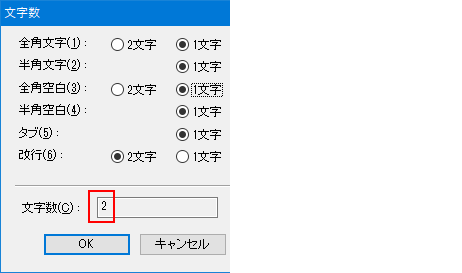 文字数
全角文字(1): 2文字 1文字
半角文字(2): 1文字
全角空白(3): 2文字 1文字
半角空白(4): 1文字
タブ(5): 1文字
改行(6): 2文字 1文字
文字数(C): 2
OK キャンセル